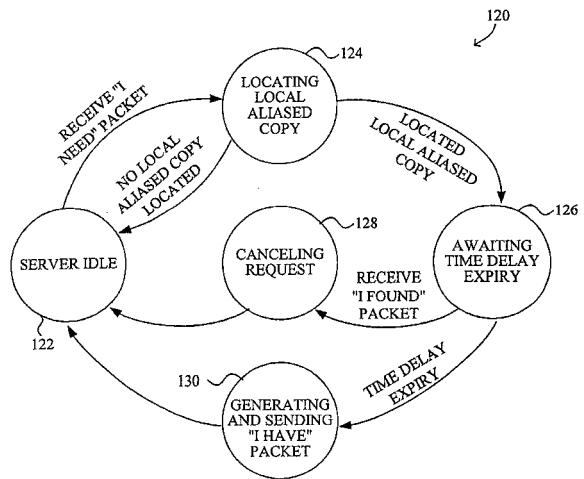 120
124
LOCATING
LOCAL
ALIASED
COPY
RECEIVE "I
NEED" PACKET
NO LOCAL
ALIASED COPY
LOCATED
LOCATED
LOCAL ALIASED
COPY
126
AWAITING
TIME DELAY
EXPIRY
128
CANCELING
REQUEST
SERVER IDLE
122
RECEIVE
"I FOUND"
PACKET
TIME DELAY
EXPIRY
130
GENERATING
AND SENDING
"I HAVE"
PACKET